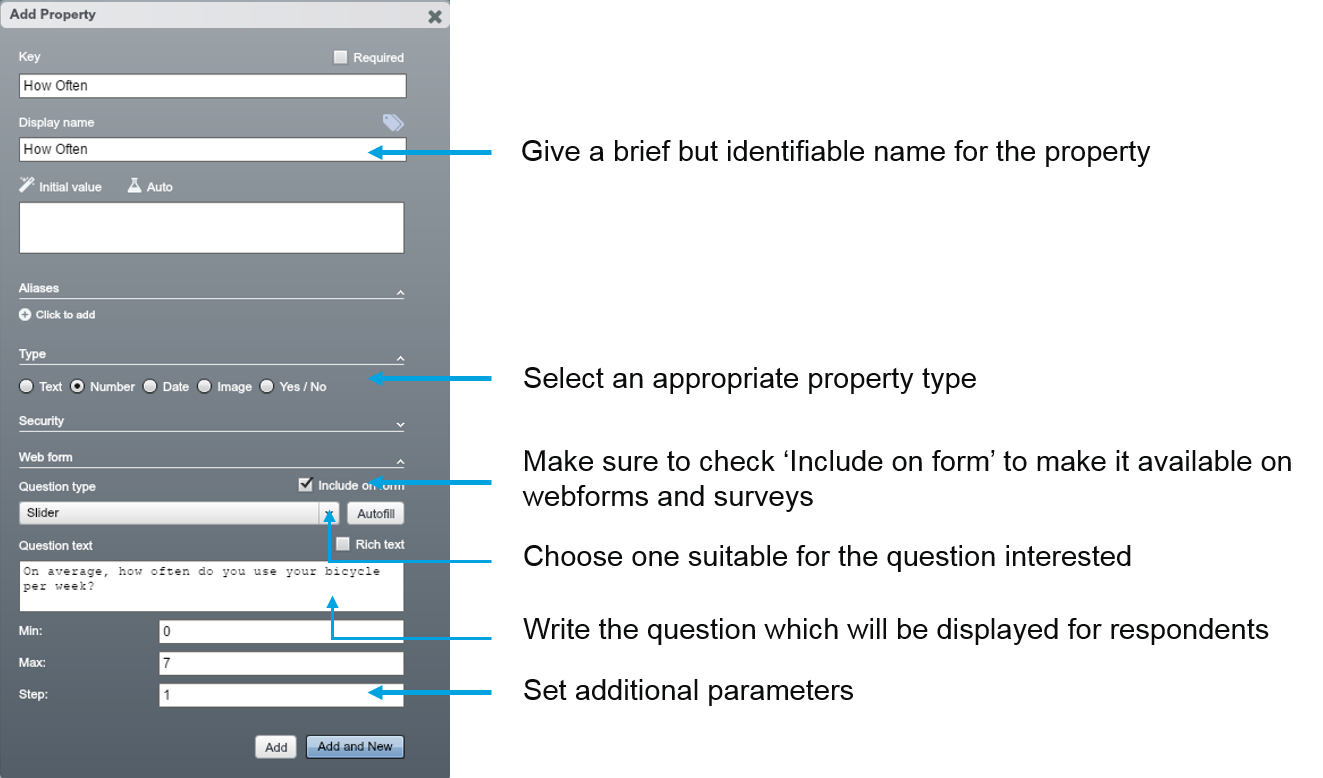 Add Property
Key
Required
How Often
Display name
How Often
Give a brief but identifiable name for the property
Initial value
Auto
Aliases
Click to add
Type
Text
Number
Date
Image
Yes / No
Select an appropriate property type
Security
Web form
Make sure to check ‘Include on form’ to make it available on
webforms and surveys
Question type
Include on form
Slider
Autofill
Question text
Rich text
Choose one suitable for the question interested
On average, how often do you use your bicycle
per week?
Write the question which will be displayed for respondents
Min:
0
Max:
7
Step:
1
Set additional parameters
Add
Add and New